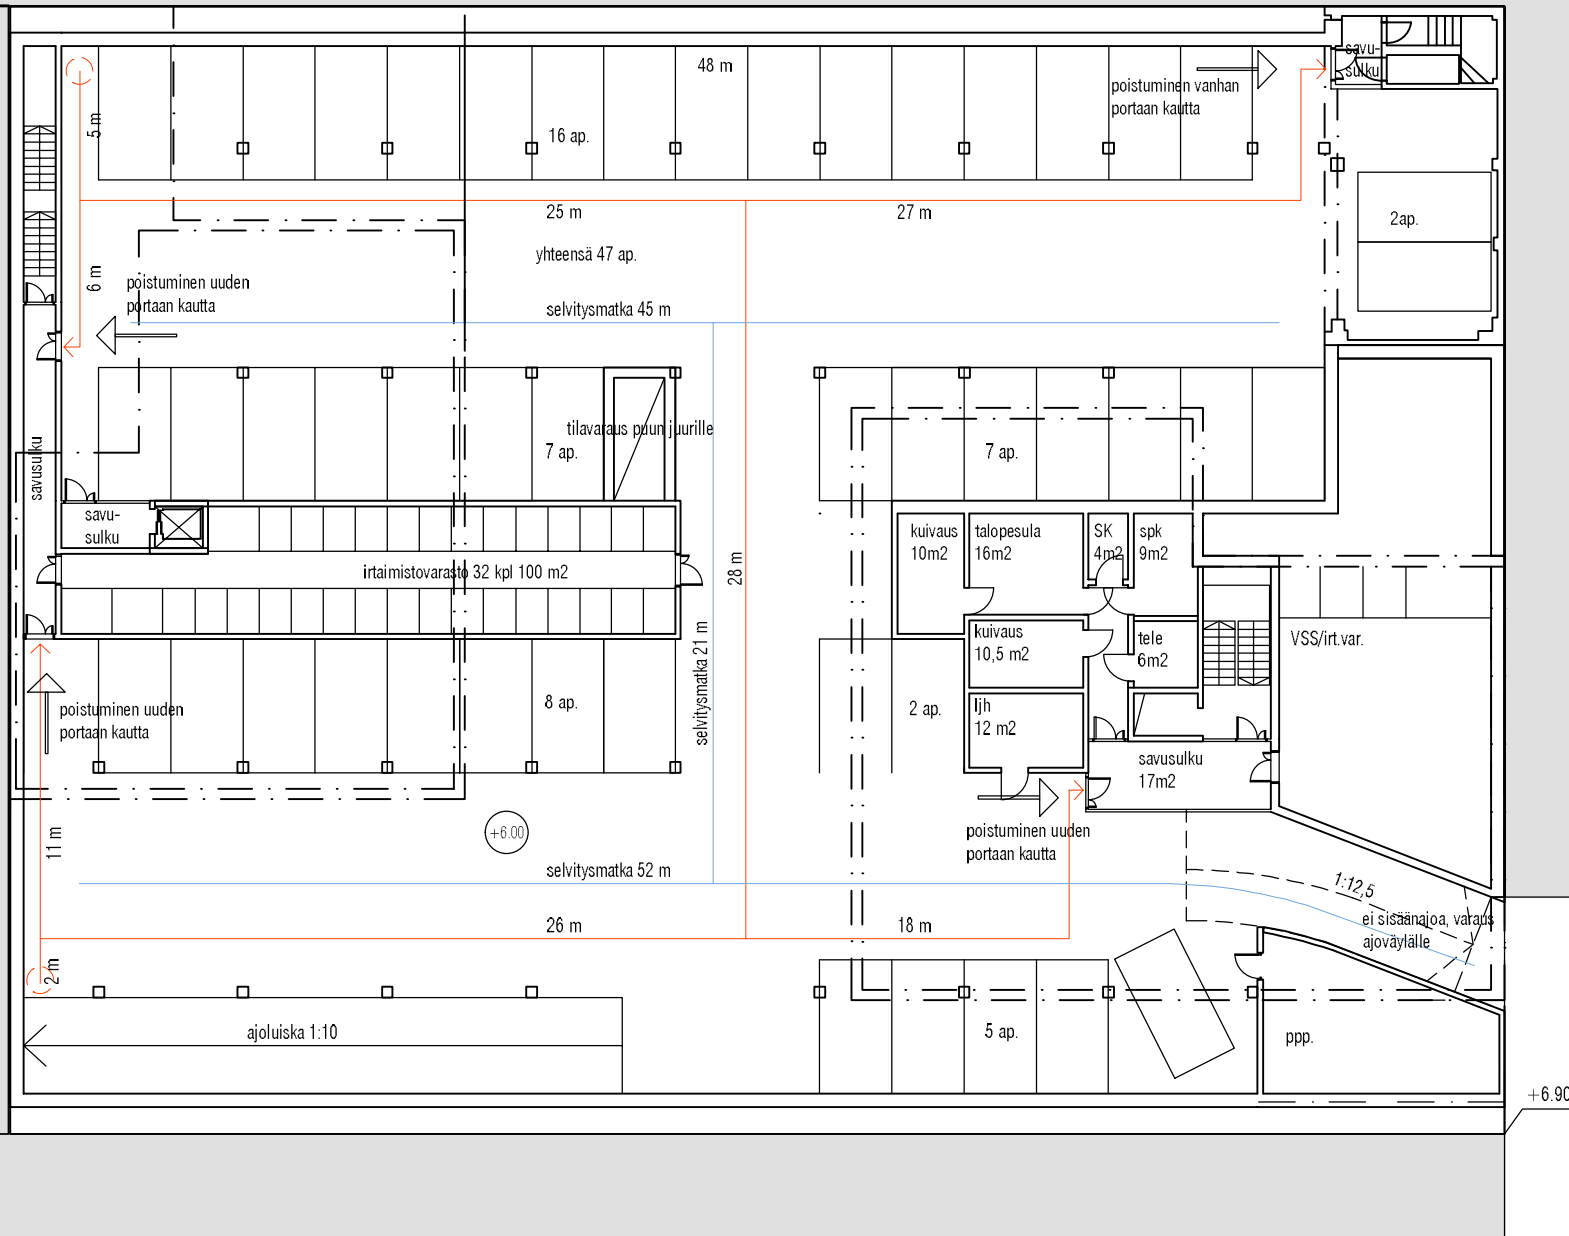 48 m
savu-
sulku
poistuminen vanhan
portaan kautta
5 m
16 ap.
25 m
27 m
2ap.
yhteensä 47 ap.
6 m
poistuminen uuden
portaan kautta
selvitysmatka 45 m
savusulku
tilavaraus puun juurille
7 ap.
7 ap.
savu-
sulku
kuivaus
10m2
talopesula
16m2
SK
4m2
spk
9m2
irtaimistovarasto 32 kpl 100 m2
28 m
kuivaus
10,5 m2
tele
6m2
VSS/irt.var.
selvitysmatka 21 m
poistuminen uuden
portaan kautta
8 ap.
2 ap.
ljh
12 m2
savusulku
17m2
+6.00
11 m
poistuminen uuden
portaan kautta
selvitysmatka 52 m
1:12,5
26 m
18 m
ei sisäänajoa, varaus
ajoväylälle
2 m
ajoluiska 1:10
5 ap.
ppp.
+6.90